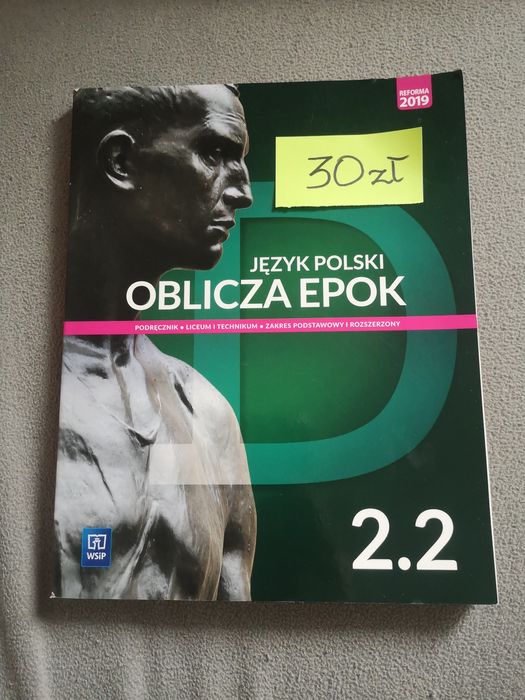 REFORMA
2019
30zł
JĘZYK POLSKI
OBLICZA EPOK
PODRĘCZNIK • LICEUM I TECHNIKUM • ZAKRES PODSTAWOWY I ROZSZERZONY
2.2
WSiP